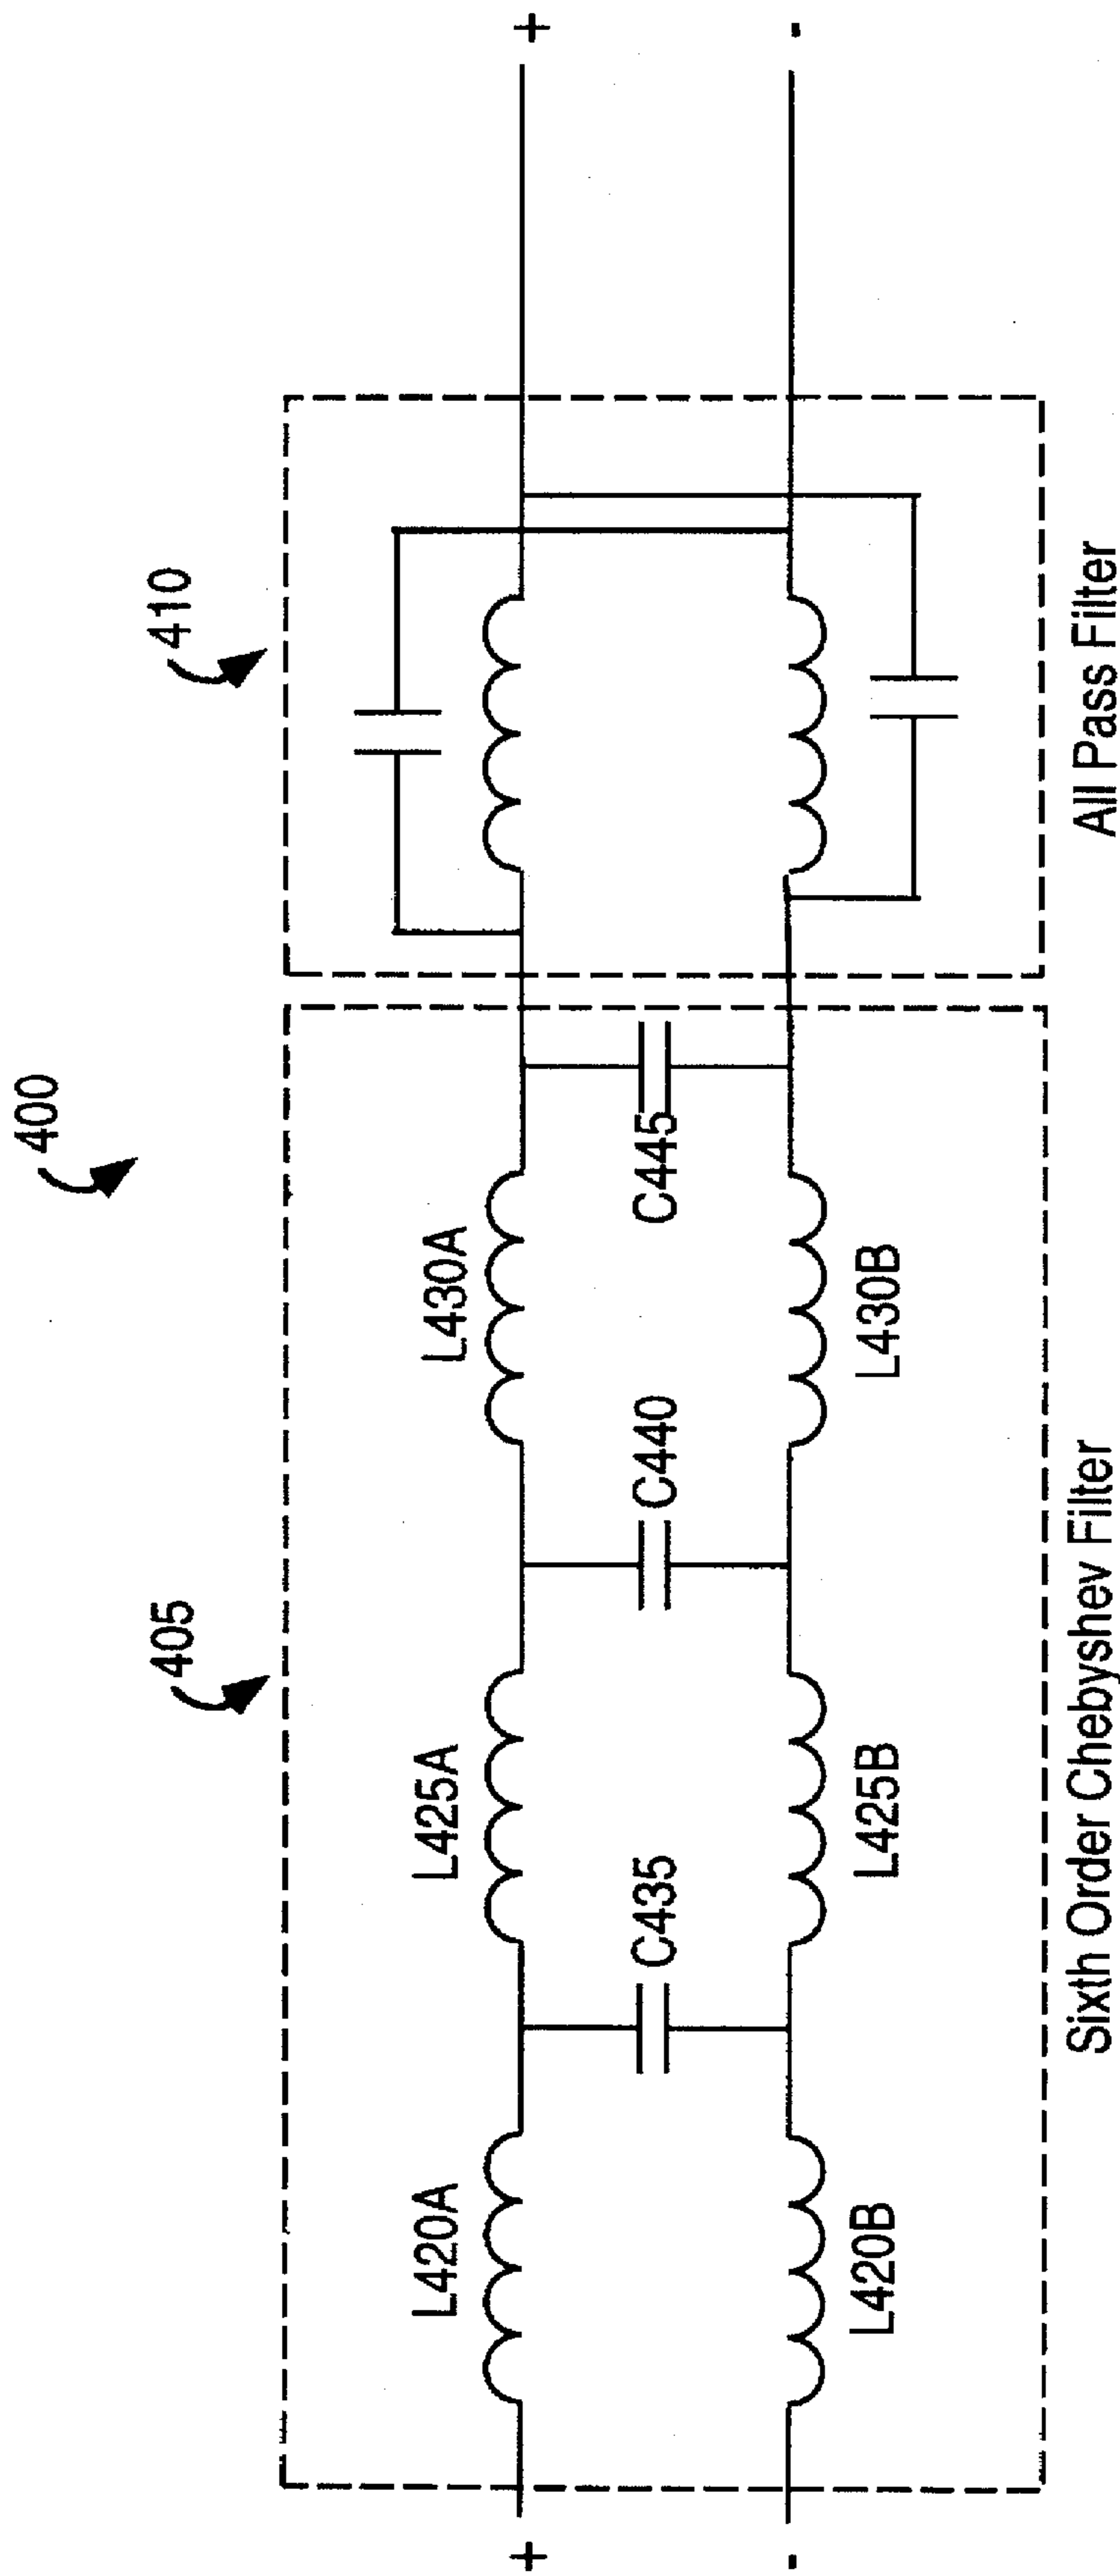 400
405
410
L420A
L425A
L430A
+
+
C435
C440
C445
-
-
L420B
L425B
L430B
Sixth Order Chebyshev Filter
All Pass Filter